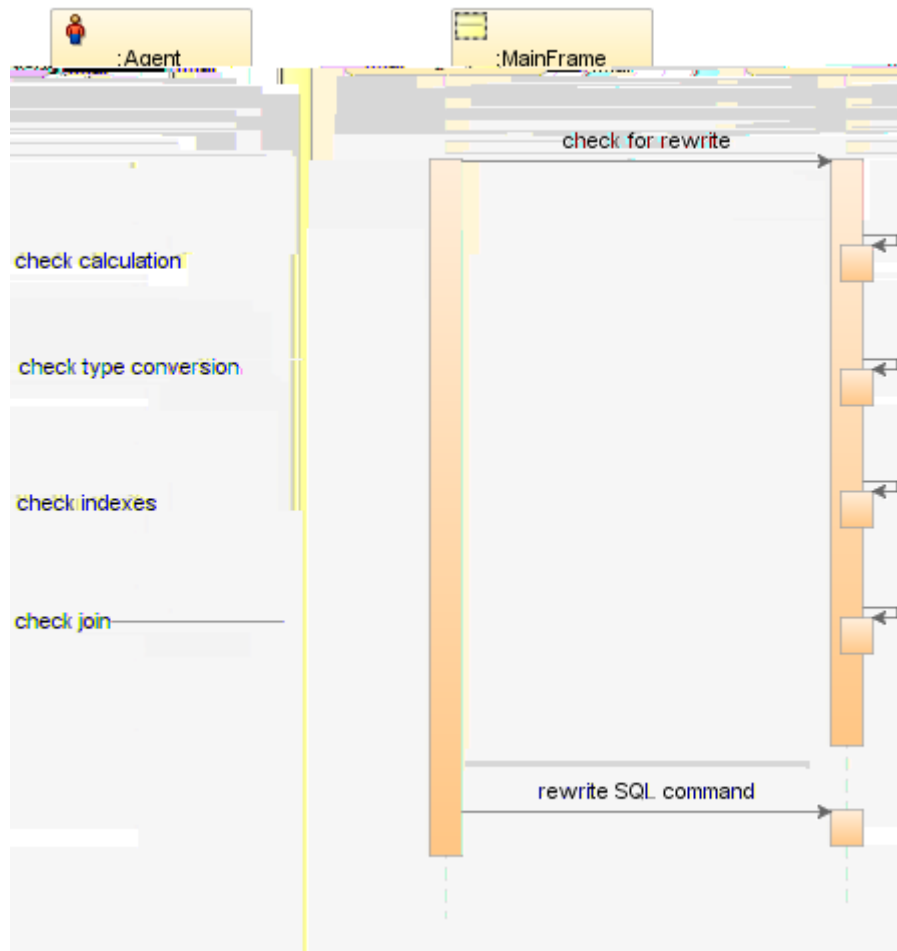 :Agent
:MainFrame
check for rewrite
check calculation
check type conversion
check indexes
check join
rewrite SQL command